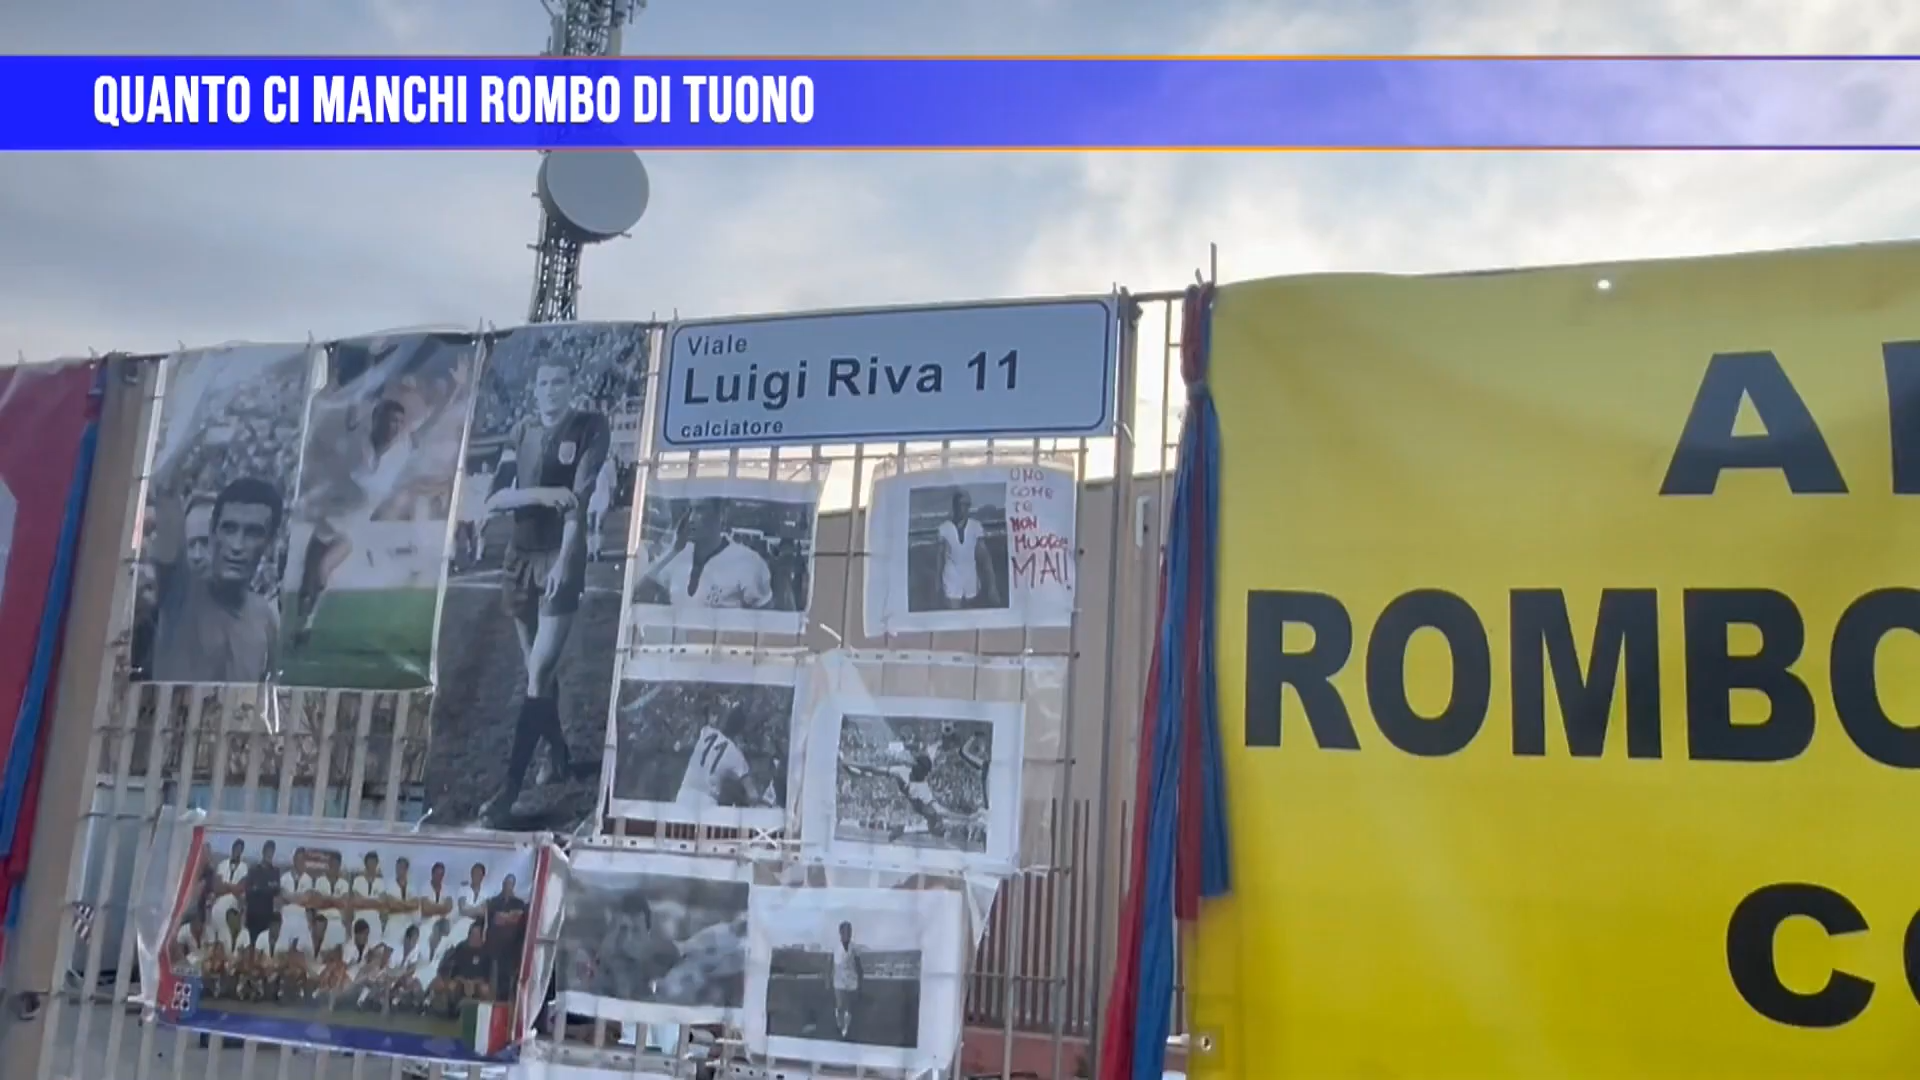 QUANTO CI MANCHI ROMBO DI TUONO
Viale
Luigi Riva 11
calciatore
UNO
COME
TE
NON
MUORE
MAI!
11
A
ROMBO
C